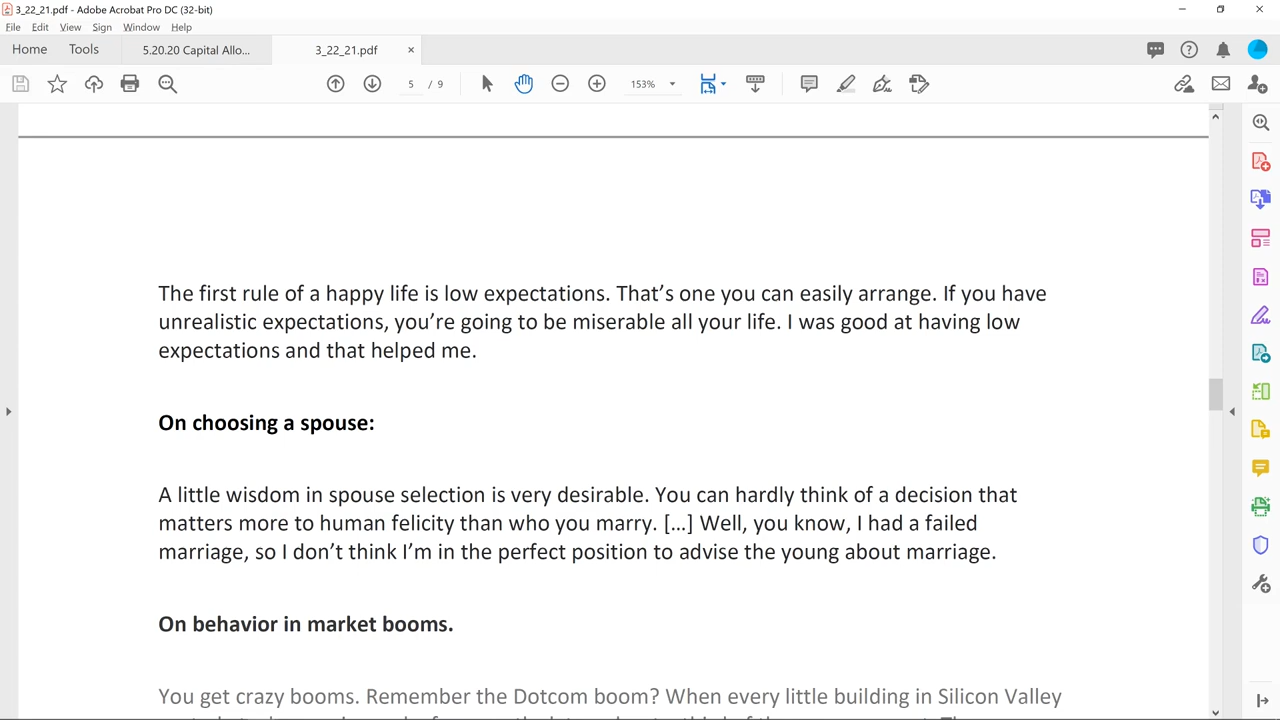 3_22_21.pdf - Adobe Acrobat Pro DC (32-bit)
File Edit View Sign Window Help
Home Tools 5.20.20 Capital Allo... 3_22_21.pdf ×
5 / 9 153%
The first rule of a happy life is low expectations. That’s one you can easily arrange. If you have
unrealistic expectations, you’re going to be miserable all your life. I was good at having low
expectations and that helped me.
On choosing a spouse:
A little wisdom in spouse selection is very desirable. You can hardly think of a decision that
matters more to human felicity than who you marry. […] Well, you know, I had a failed
marriage, so I don’t think I’m in the perfect position to advise the young about marriage.
On behavior in market booms.
You get crazy booms. Remember the Dotcom boom? When every little building in Silicon Valley